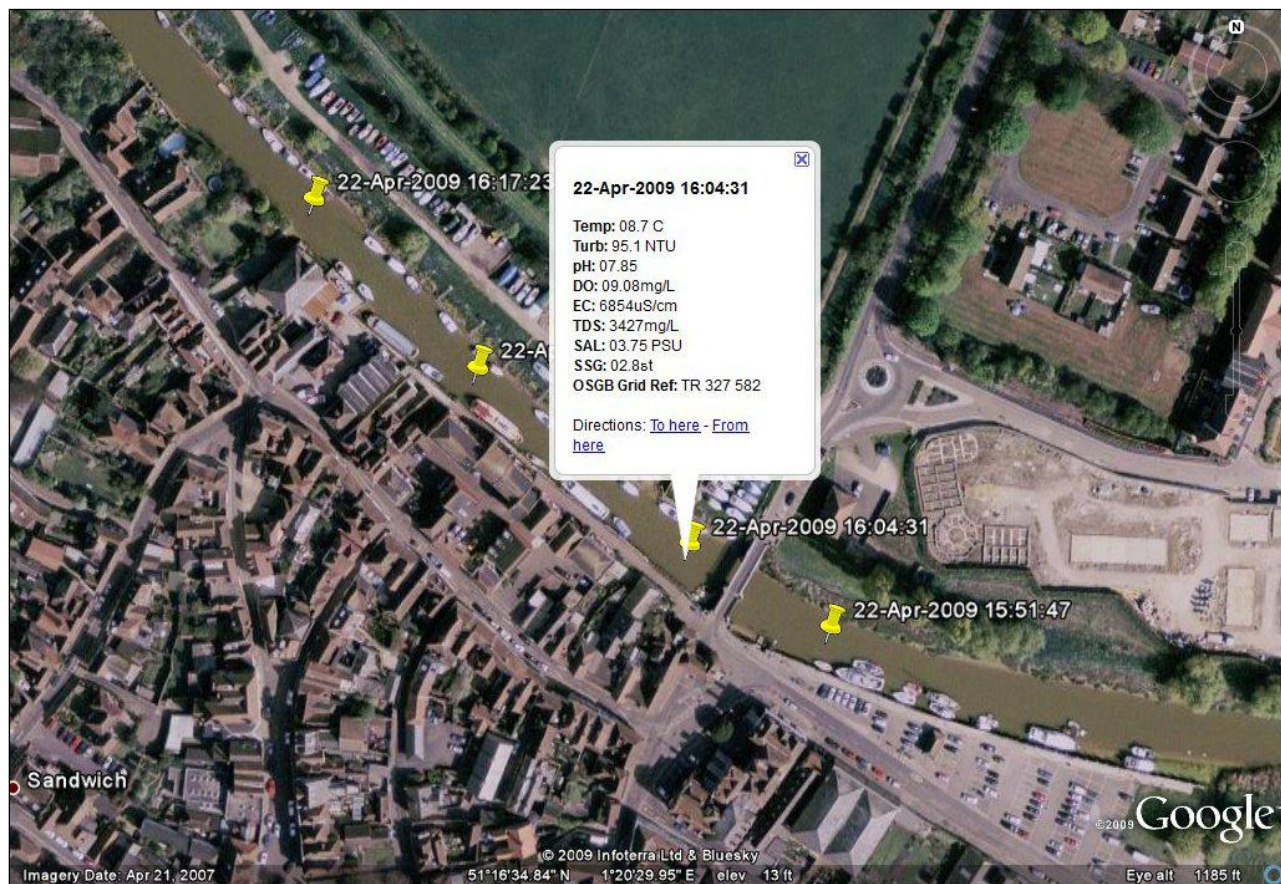 N
22-Apr-2009 16:17:23
22-Ap
22-Apr-2009 16:04:31
Temp: 08.7 C
Turb: 95.1 NTU
pH: 07.85
DO: 09.08mg/L
EC: 6854uS/cm
TDS: 3427mg/L
SAL: 03.75 PSU
SSG: 02.8st
OSGB Grid Ref: TR 327 582
Directions: To here - From
here
22-Apr-2009 16:04:31
22-Apr-2009 15:51:47
Sandwich
©2009 Google
© 2009 Infoterra Ltd & Bluesky
Imagery Date: Apr 21, 2007 51°16'34.84" N 1°20'29.95" E elev 13 ft Eye alt 1185 ft